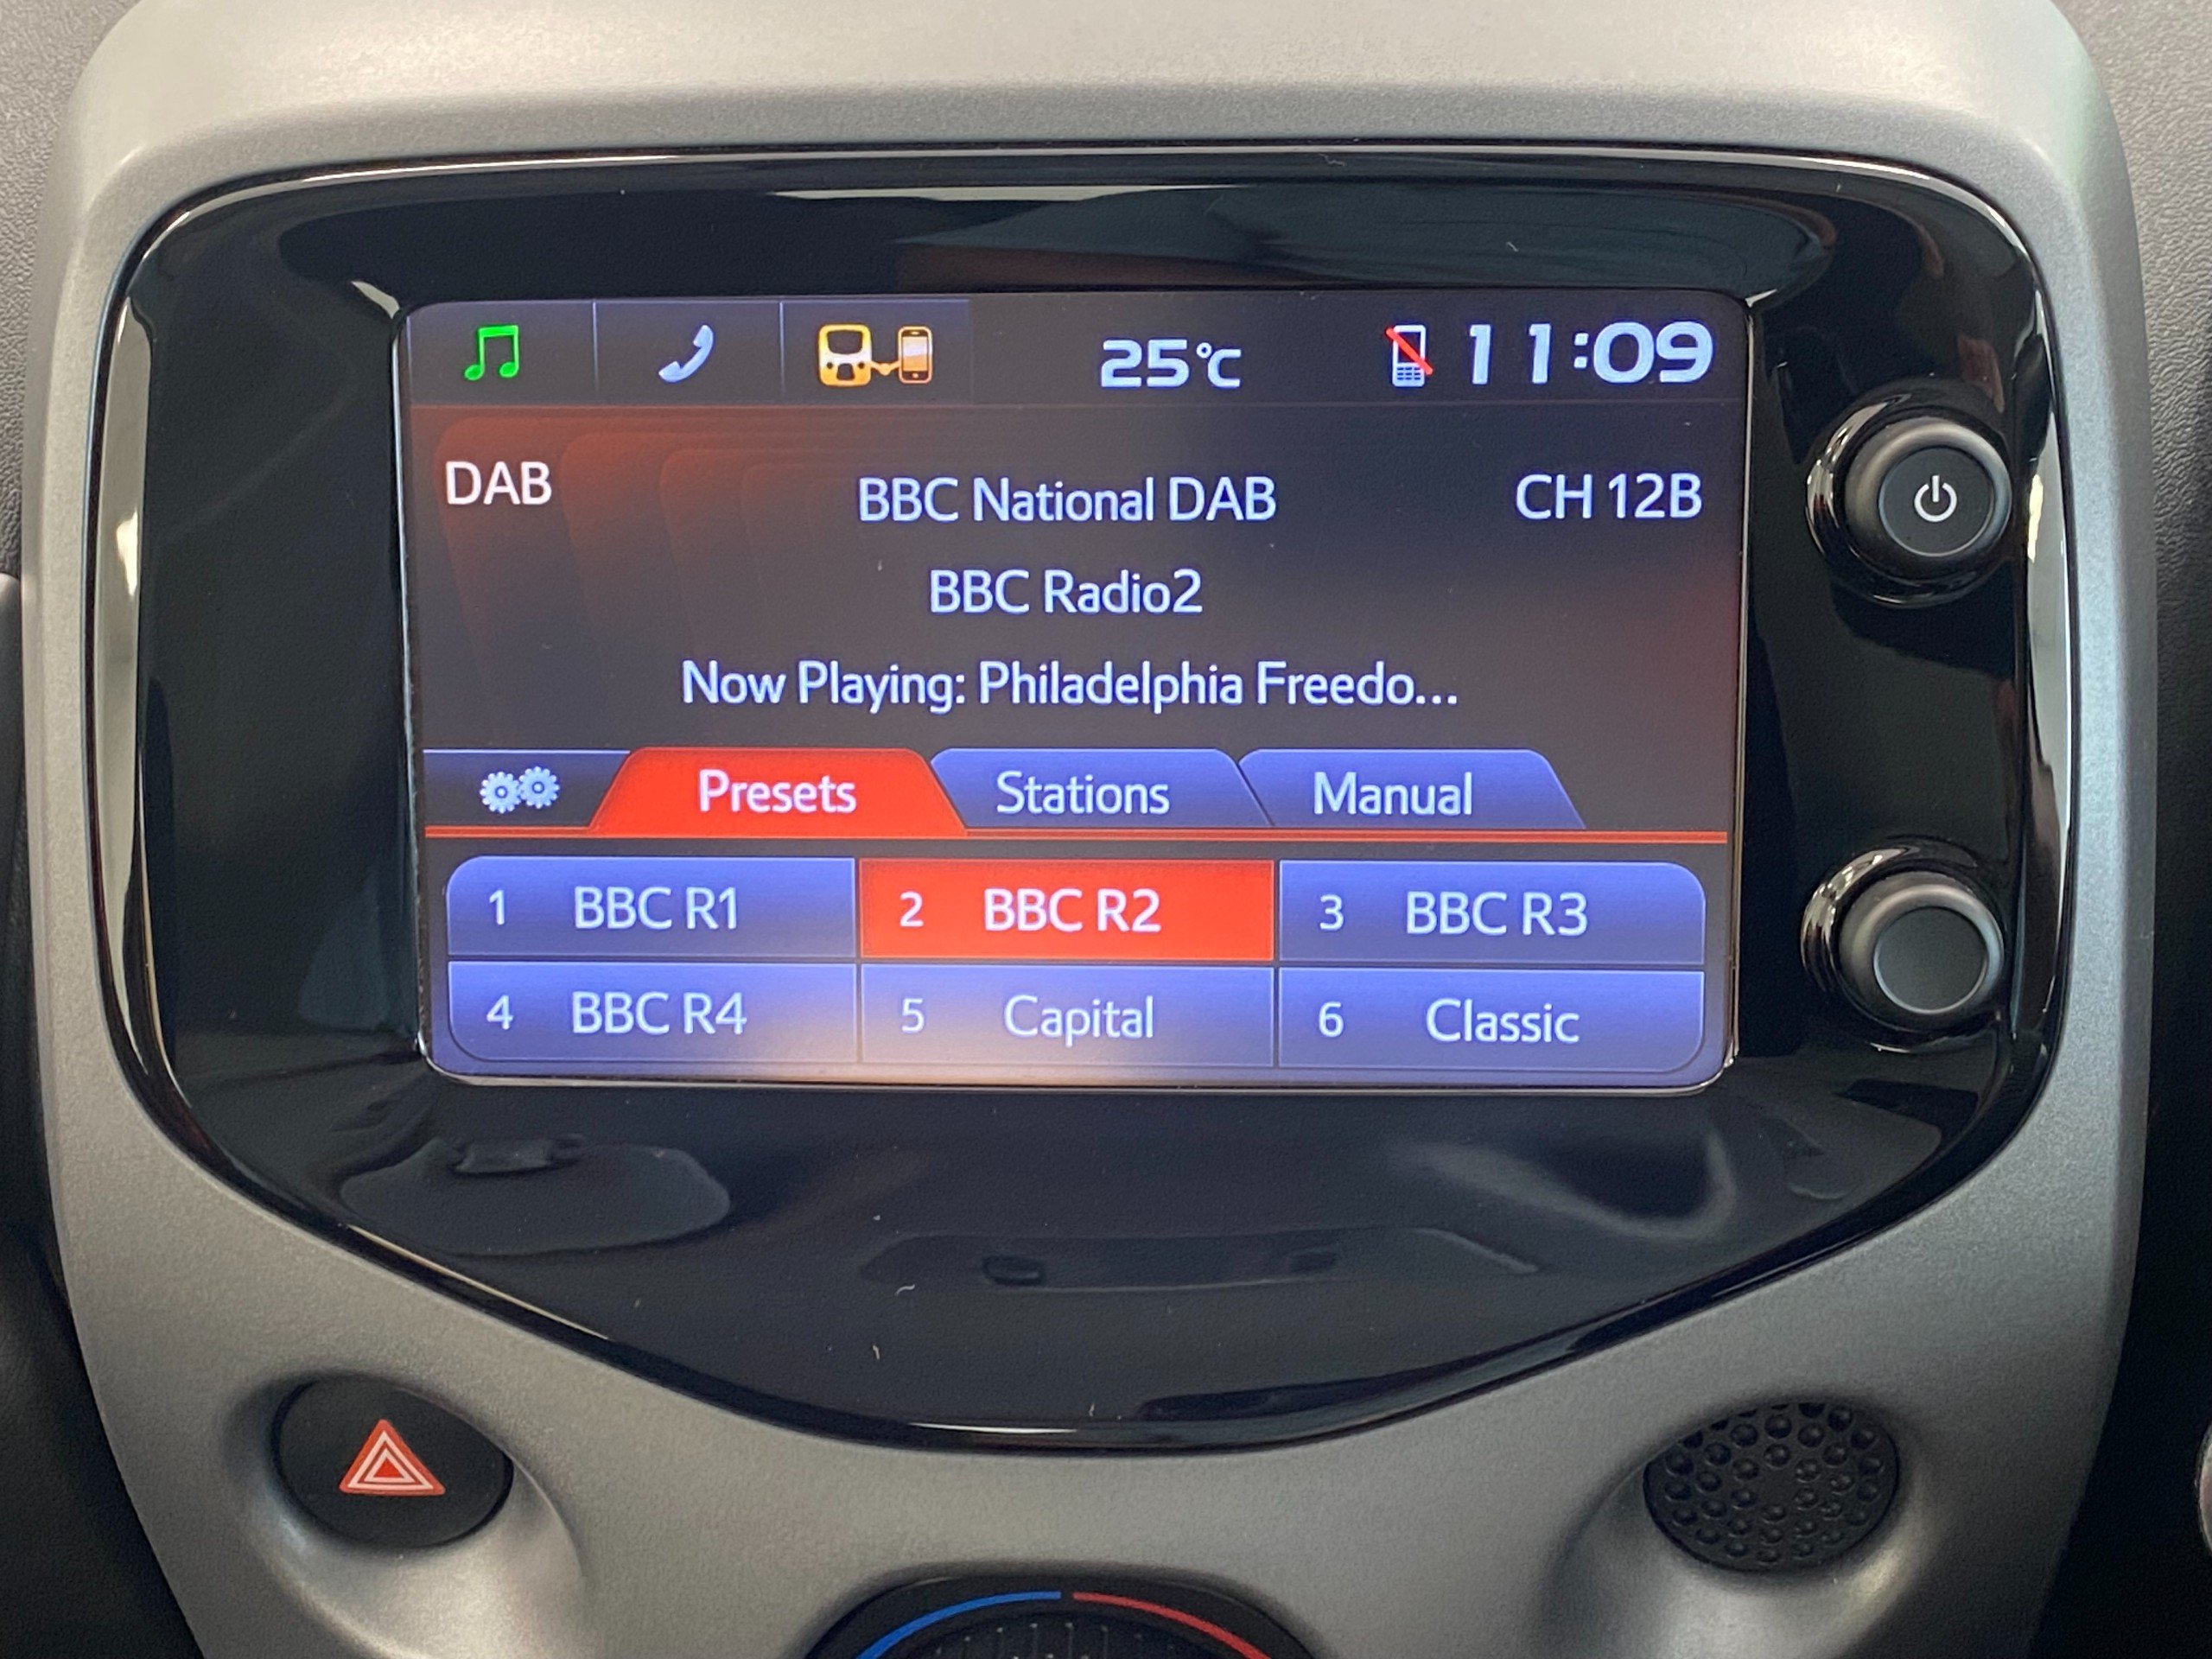 25°C 11:09
DAB BBC National DAB CH 12B
BBC Radio2
Now Playing: Philadelphia Freedo...
Presets Stations Manual
1 BBC R1 2 BBC R2 3 BBC R3
4 BBC R4 5 Capital 6 Classic